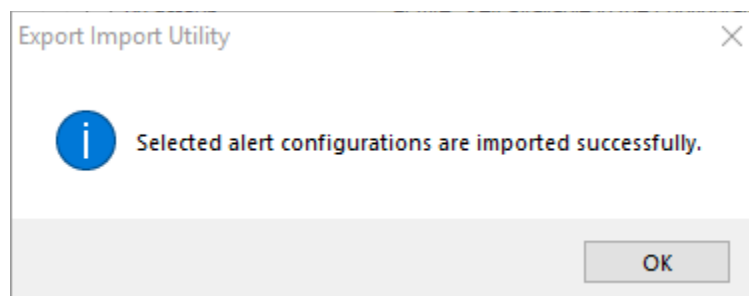 Export Import Utility
Selected alert configurations are imported successfully.
OK